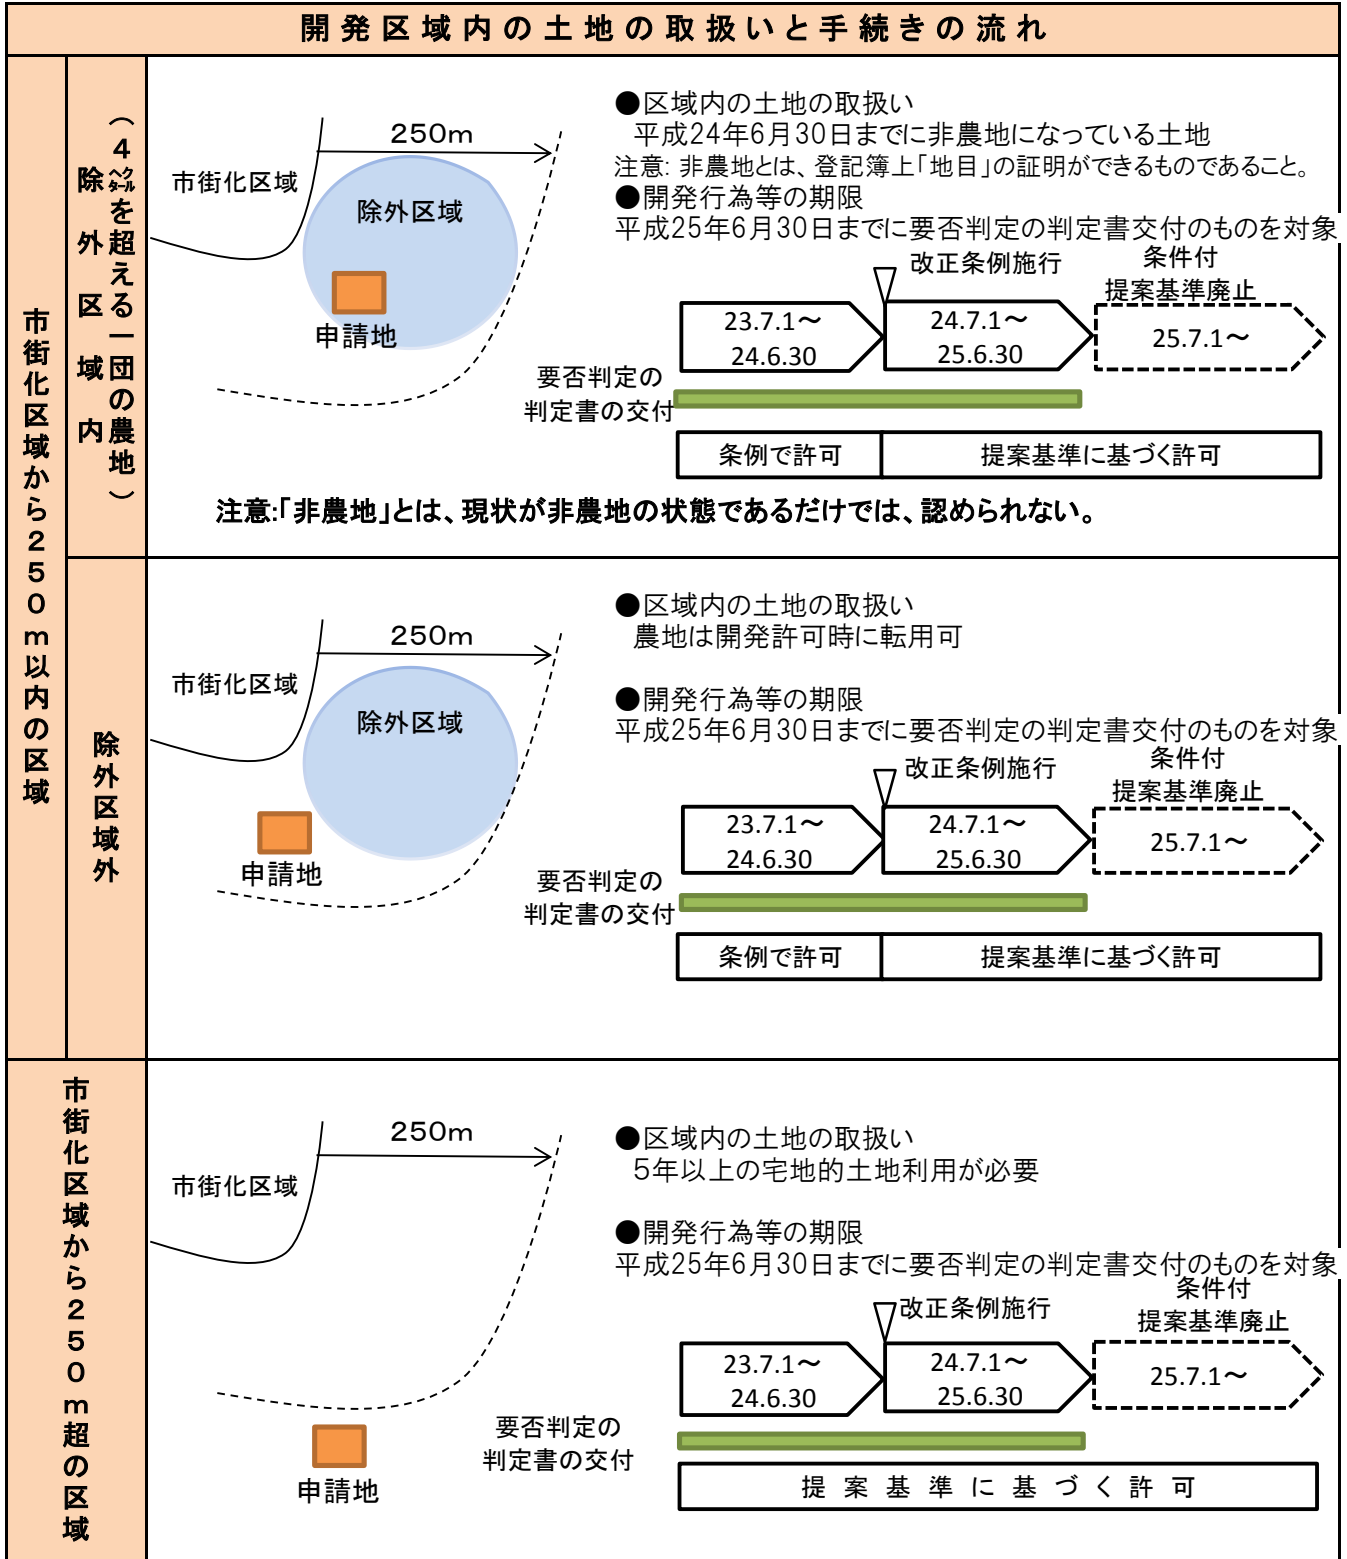 開発区域内の土地の取扱いと手続きの流れ
市街化区域から２５０ｍ以内の区域
除外区域内
（４ヘクタールを超える一団の農地）
250m
市街化区域
除外区域
申請地
●区域内の土地の取扱い
平成24年6月30日までに非農地になっている土地
注意: 非農地とは、登記簿上「地目」の証明ができるものであること。
●開発行為等の期限
平成25年6月30日までに要否判定の判定書交付のものを対象
改正条例施行
条件付
提案基準廃止
23.7.1～
24.6.30
24.7.1～
25.6.30
25.7.1～
要否判定の
判定書の交付
条例で許可
提案基準に基づく許可
注意:「非農地」とは、現状が非農地の状態であるだけでは、認められない。
除外区域外
250m
市街化区域
除外区域
申請地
●区域内の土地の取扱い
農地は開発許可時に転用可
●開発行為等の期限
平成25年6月30日までに要否判定の判定書交付のものを対象
改正条例施行
条件付
提案基準廃止
23.7.1～
24.6.30
24.7.1～
25.6.30
25.7.1～
要否判定の
判定書の交付
条例で許可
提案基準に基づく許可
市街化区域から２５０ｍ超の区域
250m
市街化区域
申請地
●区域内の土地の取扱い
5年以上の宅地的土地利用が必要
●開発行為等の期限
平成25年6月30日までに要否判定の判定書交付のものを対象
改正条例施行
条件付
提案基準廃止
23.7.1～
24.6.30
24.7.1～
25.6.30
25.7.1～
要否判定の
判定書の交付
提案基準に基づく許可